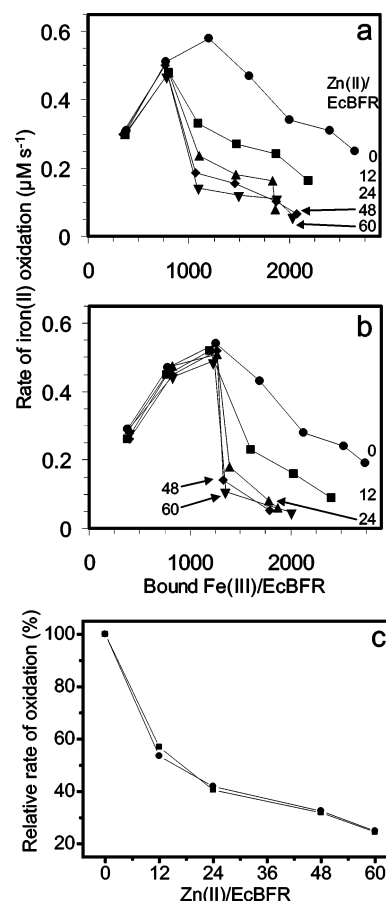 a
0.6
0.4
0.2
0
0 1000 2000
Zn(II)/
EcBFR
0
12
24
48
60
b
0.6
0.4
0.2
0
0 1000 2000
48
60
0
12
24
Rate of iron(II) oxidation (µM s-1)
Bound Fe(III)/EcBFR
c
100
80
60
40
20
0 12 24 36 48 60
Relative rate of oxidation (%)
Zn(II)/EcBFR